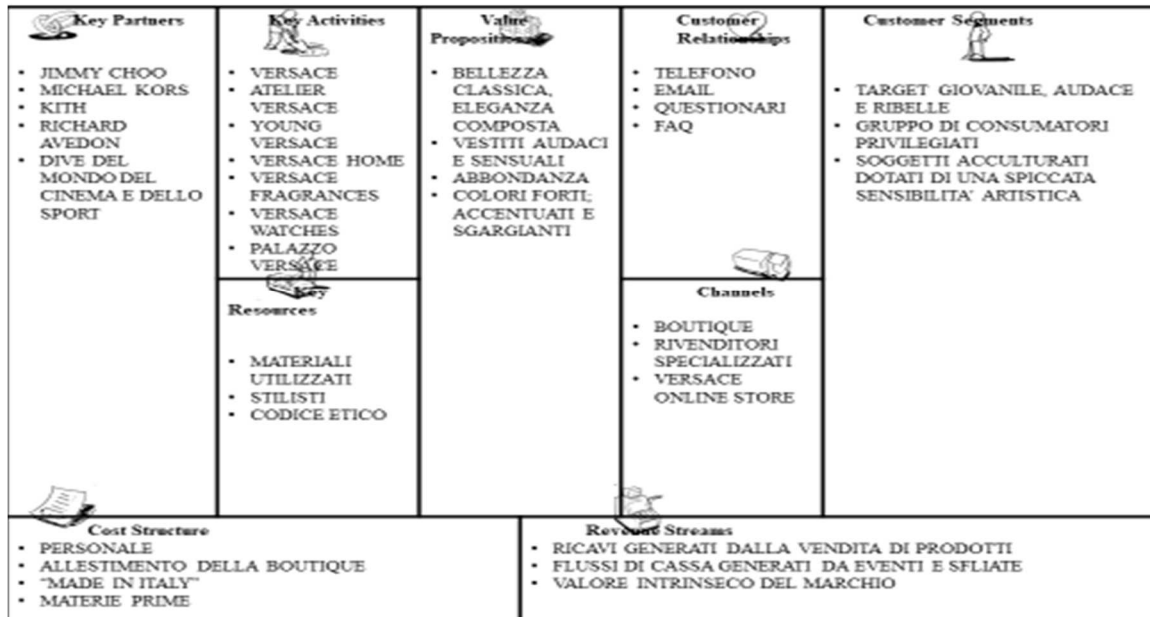 Key Partners
• JIMMY CHOO
• MICHAEL KORS
• KITH
• RICHARD
AVEDON
• DIVE DEL
MONDO DEL
CINEMA E DELLO
SPORT
Key Activities
• VERSACE
• ATELIER
VERSACE
• YOUNG
VERSACE
• VERSACE HOME
• VERSACE
FRAGRANCES
• VERSACE
WATCHES
• PALAZZO
VERSACE
Key
Resources
• MATERIALI
UTILIZZATI
• STILISTI
• CODICE ETICO
Value
Proposition
• BELLEZZA
CLASSICA,
ELEGANZA
COMPOSTA
• VESTITI AUDACI
E SENSUALI
• ABBONDANZA
• COLORI FORTI;
ACCENTUATI E
SGARGIANTI
Customer
Relationships
• TELEFONO
• EMAIL
• QUESTIONARI
• FAQ
Channels
• BOUTIQUE
• RIVENDITORI
SPECIALIZZATI
• VERSACE
ONLINE STORE
Customer Segments
• TARGET GIOVANILE, AUDACE
E RIBELLE
• GRUPPO DI CONSUMATORI
PRIVILEGIATI
• SOGGETTI ACCULTURATI
DOTATI DI UNA SPICCATA
SENSIBILITA' ARTISTICA
Cost Structure
• PERSONALE
• ALLESTIMENTO DELLA BOUTIQUE
• "MADE IN ITALY"
• MATERIE PRIME
Revenue Streams
• RICAVI GENERATI DALLA VENDITA DI PRODOTTI
• FLUSSI DI CASSA GENERATI DA EVENTI E SFLIATE
• VALORE INTRINSECO DEL MARCHIO